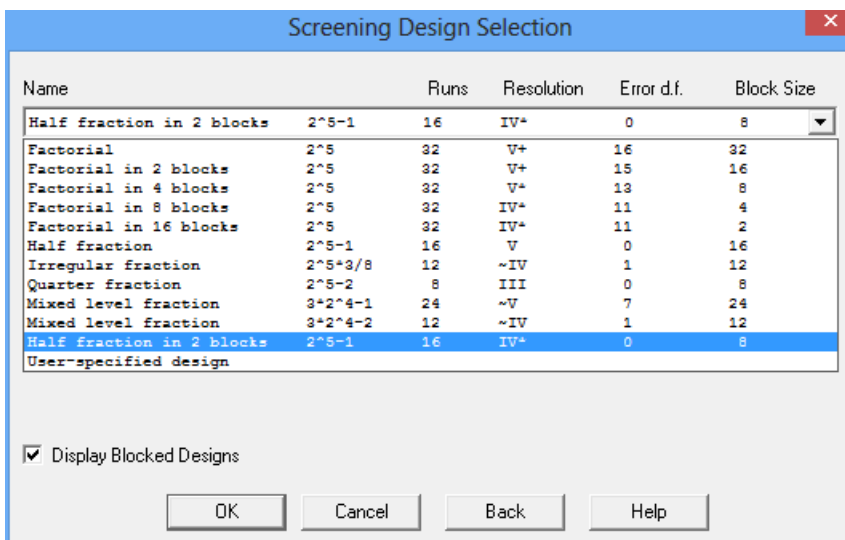 Screening Design Selection
Name Runs Resolution Error d.f. Block Size
Half fraction in 2 blocks 2^5-1 16 IV* 0 8
Factorial 2^5 32 V+ 16 32
Factorial in 2 blocks 2^5 32 V+ 15 16
Factorial in 4 blocks 2^5 32 V* 13 8
Factorial in 8 blocks 2^5 32 IV* 11 4
Factorial in 16 blocks 2^5 32 IV* 11 2
Half fraction 2^5-1 16 V 0 16
Irregular fraction 2^5*3/8 12 ~IV 1 12
Quarter fraction 2^5-2 8 III 0 8
Mixed level fraction 3*2^4-1 24 ~V 7 24
Mixed level fraction 3*2^4-2 12 ~IV 1 12
Half fraction in 2 blocks 2^5-1 16 IV* 0 8
User-specified design
Display Blocked Designs
OK Cancel Back Help